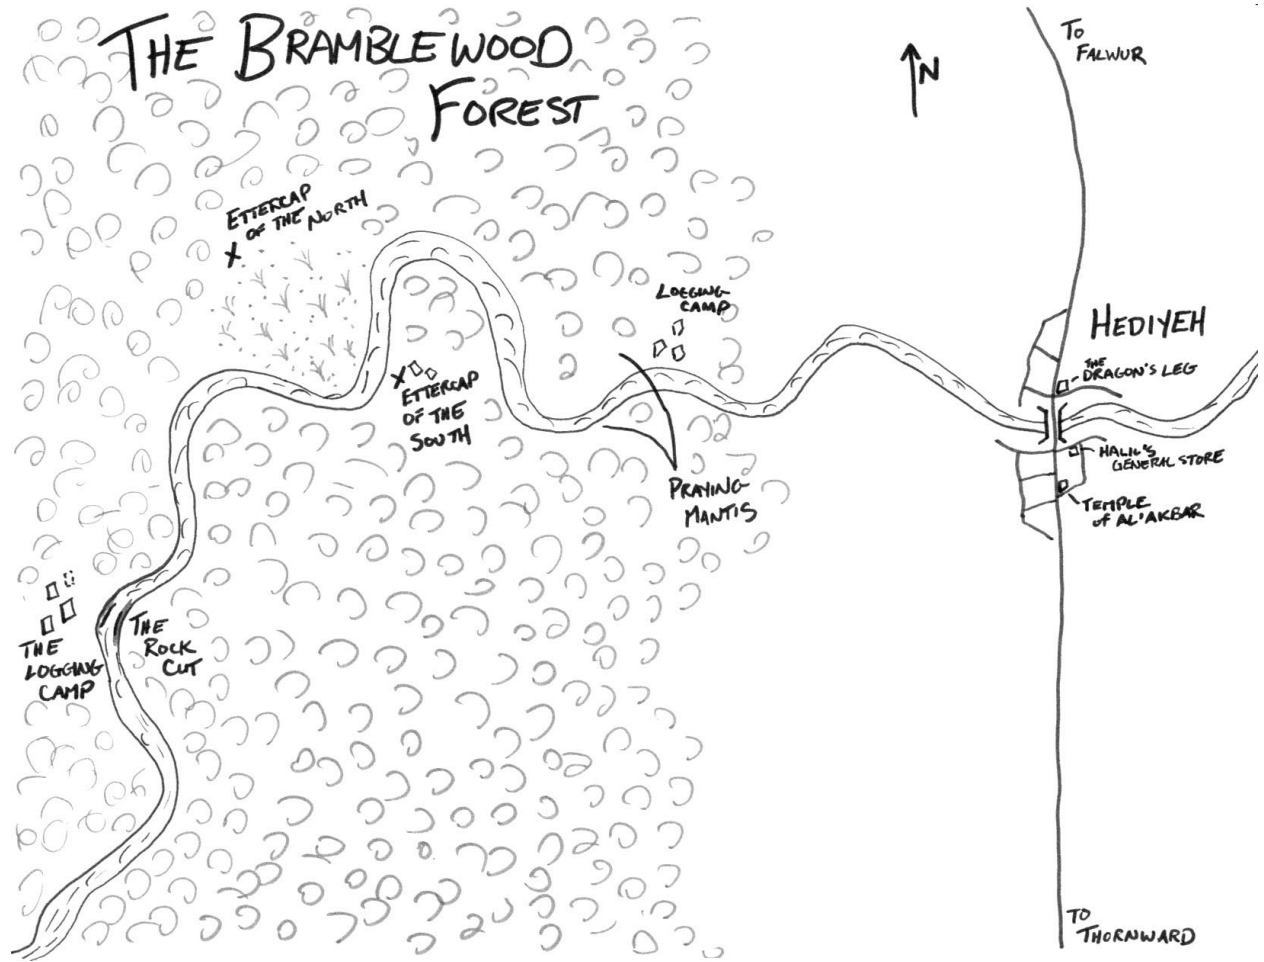 THE BRAMBLEWOOD
FOREST
N
TO
FALWUR
ETTERCAP
OF THE NORTH
LOGGING
CAMP
HEDIYEH
THE
DRAGON'S LEG
ETTERCAP
OF THE
SOUTH
HALIL'S
GENERAL STORE
PRAYING
MANTIS
TEMPLE
OF AL'AKBAR
THE
ROCK
CUT
THE
LOGGING
CAMP
TO
THORNWARD